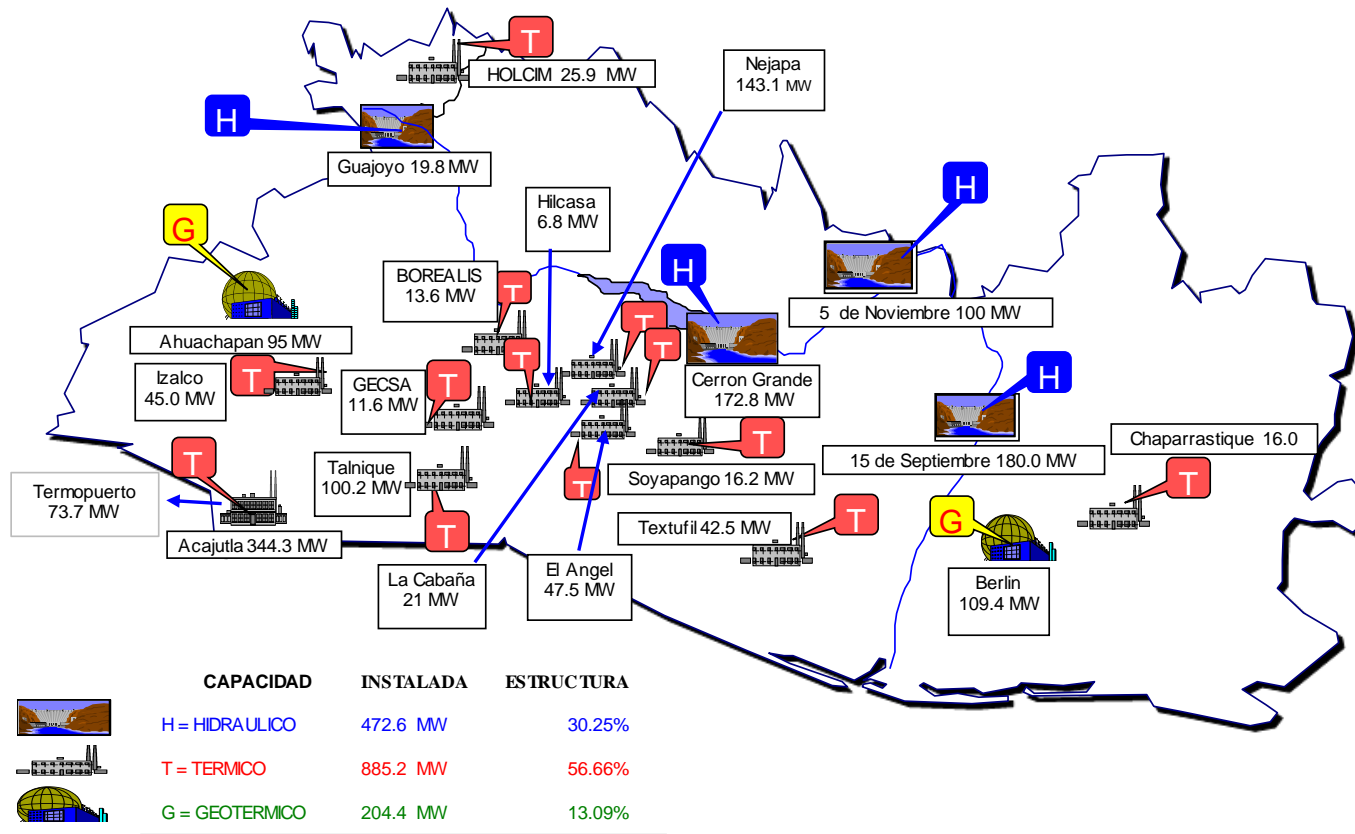 T
HOLCIM 25.9 MW
Nejapa
143.1 MW
H
Guajoyo 19.8 MW
Hilcasa
6.8 MW
H
G
BOREALIS
13.6 MW
T
H
5 de Noviembre 100 MW
Ahuachapan 95 MW
T
T
T
Izalco
45.0 MW
T
GECSA
11.6 MW
T
T
Cerron Grande
172.8 MW
H
15 de Septiembre 180.0 MW
Chaparrastique 16.0
T
T
Talnique
100.2 MW
T
T
Soyapango 16.2 MW
T
Termopuerto
73.7 MW
Acajutla 344.3 MW
T
Textufil 42.5 MW
T
G
La Cabaña
21 MW
El Angel
47.5 MW
Berlin
109.4 MW
CAPACIDAD INSTALADA ESTRUCTURA
H = HIDRAULICO 472.6 MW 30.25%
T = TERMICO 885.2 MW 56.66%
G = GEOTERMICO 204.4 MW 13.09%